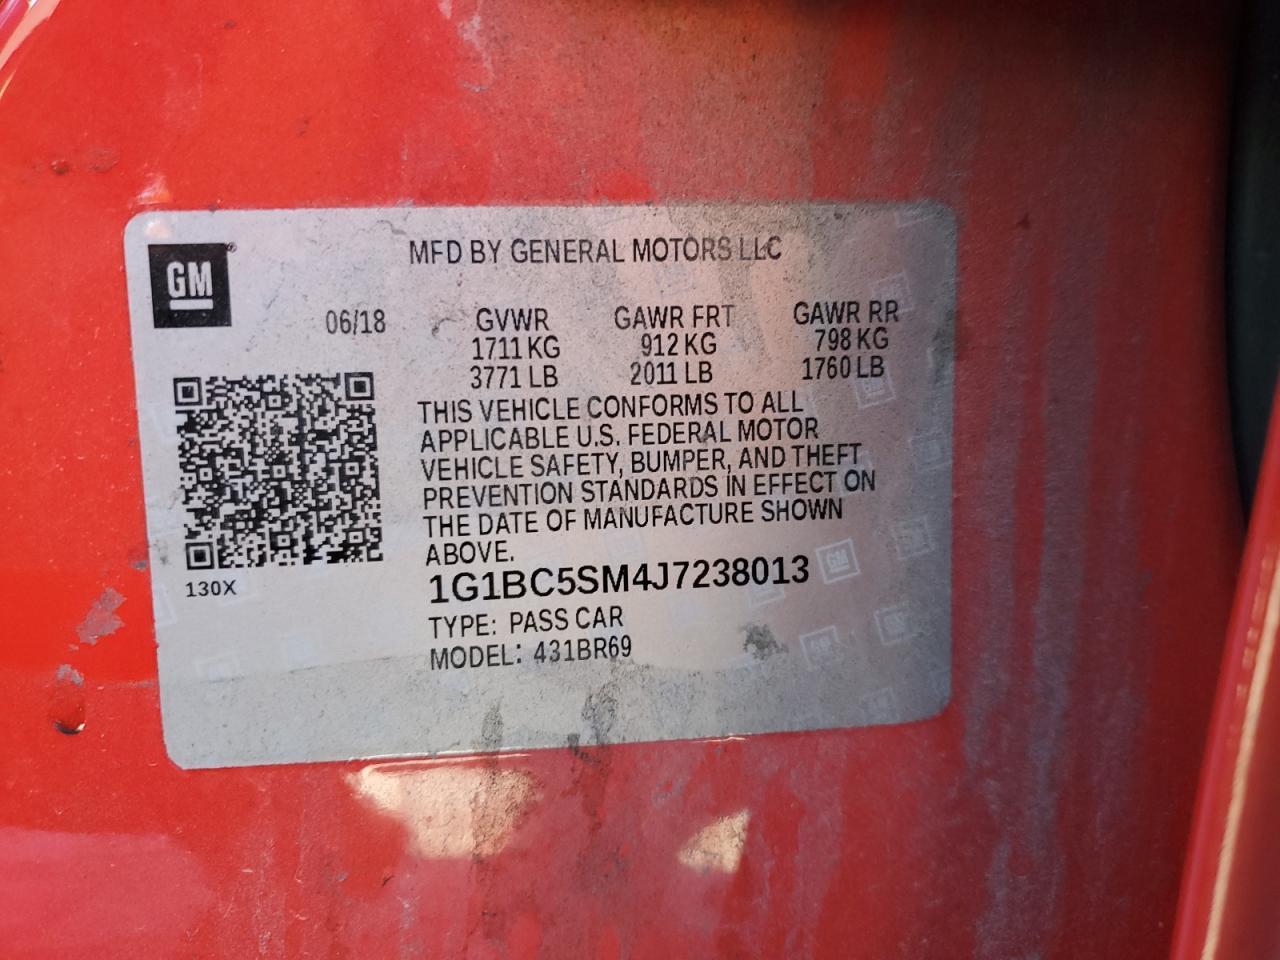 GM
MFD BY GENERAL MOTORS LLC
06/18 GVWR GAWR FRT GAWR RR
1711 KG 912 KG 798 KG
3771 LB 2011 LB 1760 LB
THIS VEHICLE CONFORMS TO ALL
APPLICABLE U.S. FEDERAL MOTOR
VEHICLE SAFETY, BUMPER, AND THEFT
PREVENTION STANDARDS IN EFFECT ON
THE DATE OF MANUFACTURE SHOWN
ABOVE.
130X
1G1BC5SM4J7238013
TYPE: PASS CAR
MODEL: 431BR69